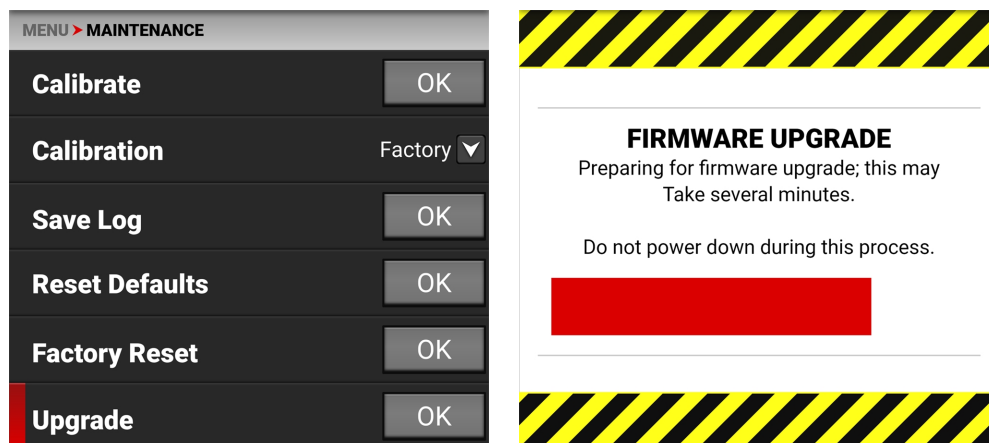 MENU ➤ MAINTENANCE
Calibrate OK
Calibration Factory
Save Log OK
Reset Defaults OK
Factory Reset OK
Upgrade OK
FIRMWARE UPGRADE
Preparing for firmware upgrade; this may
Take several minutes.
Do not power down during this process.